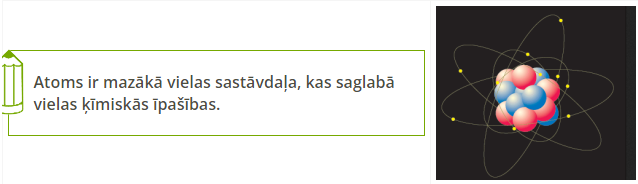 Atoms ir mazākā vielas sastāvdaļa, kas saglabā
vielas ķīmiskās īpašības.